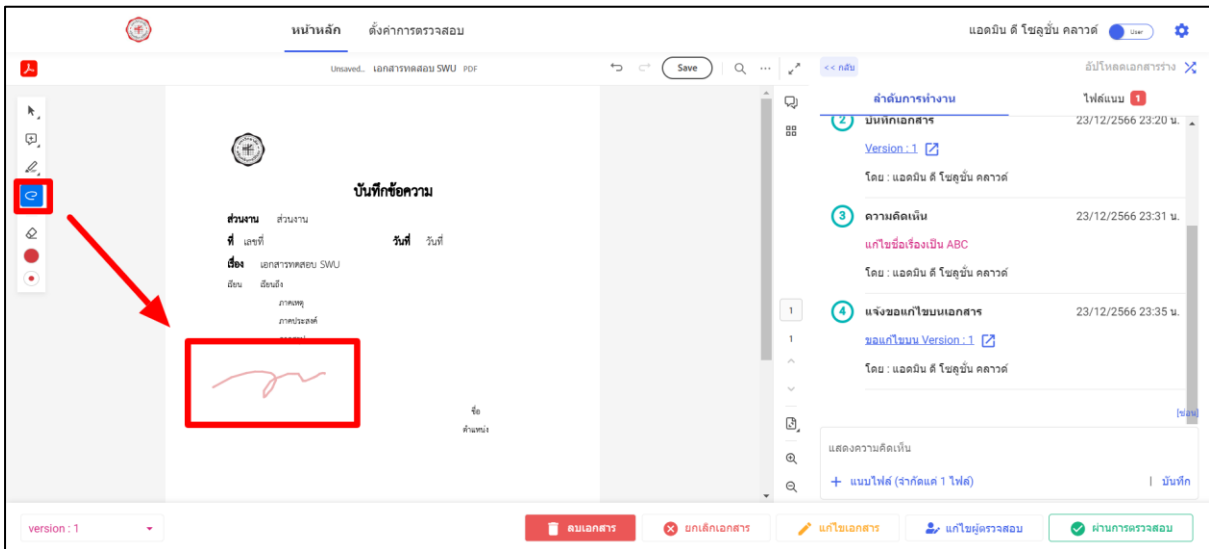 หน้าหลัก ตั้งค่าการตรวจสอบ แอดมิน ดี โซลูชั่น คลาวด์ User
Unsaved.. เอกสารทดสอบ SWU PDF Save << กลับ อัปโหลดเอกสารร่าง
ลำดับการทำงาน ไฟล์แนบ 1
2 บันทึกเอกสาร 23/12/2566 23:20 น.
Version : 1
โดย : แอดมิน ดี โซลูชั่น คลาวด์
3 ความคิดเห็น 23/12/2566 23:31 น.
แก้ไขชื่อเรื่องเป็น ABC
โดย : แอดมิน ดี โซลูชั่น คลาวด์
4 แจ้งขอแก้ไขบนเอกสาร 23/12/2566 23:35 น.
ขอแก้ไขบน Version : 1
โดย : แอดมิน ดี โซลูชั่น คลาวด์
[ซ่อน]
แสดงความคิดเห็น
+ แนบไฟล์ (จำกัดแค่ 1 ไฟล์) | บันทึก
บันทึกข้อความ
ส่วนงาน ส่วนงาน
ที่ เลขที่ วันที่ วันที่
เรื่อง เอกสารทดสอบ SWU
เรียน เรียนถึง
ภาคเหตุ
ภาคประสงค์
ชื่อ
ตำแหน่ง
1
1
version : 1 ลบเอกสาร ยกเลิกเอกสาร แก้ไขเอกสาร แก้ไขผู้ตรวจสอบ ผ่านการตรวจสอบ